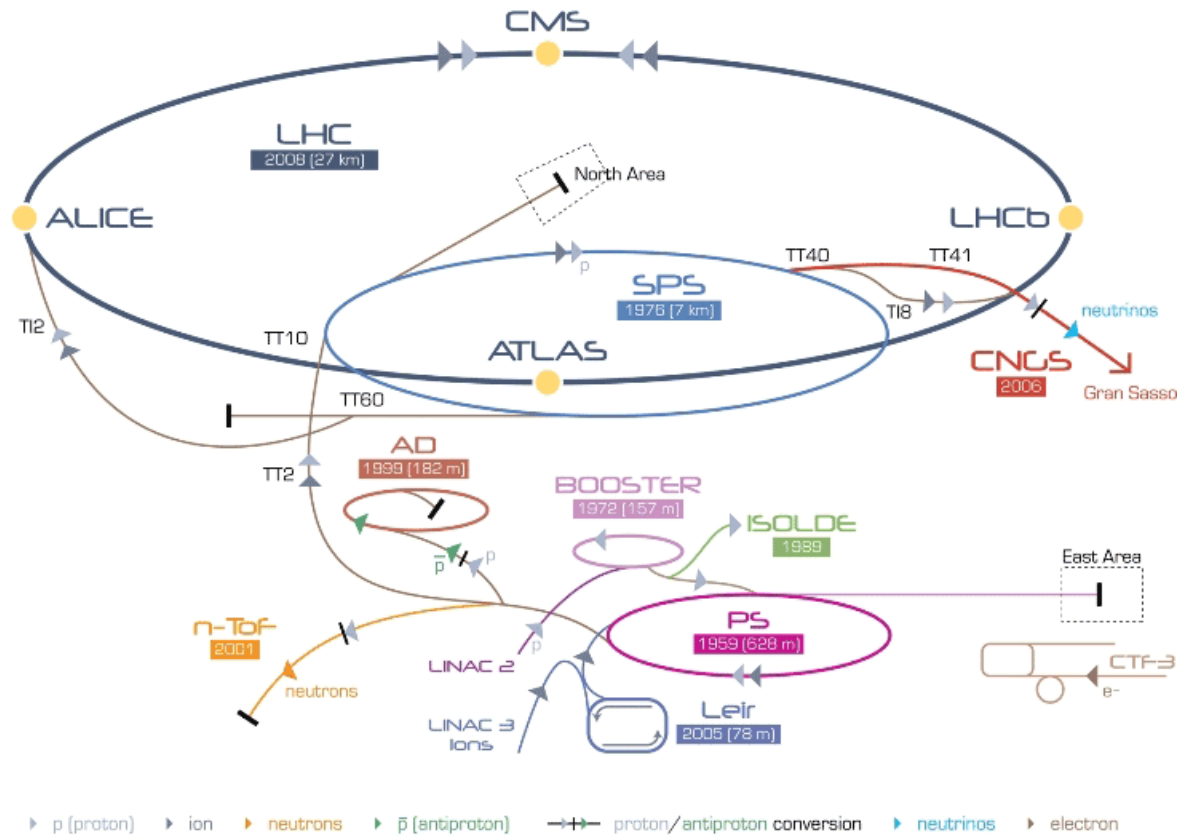 CMS
LHC
2008 (27 km)
North Area
ALICE
LHCb
TT40
TT41
p
SPS
1976 (7 km)
TI8
TI2
TT10
neutrinos
ATLAS
CNGS
2006
Gran Sasso
TT60
AD
1999 (182 m)
TT2
BOOSTER
1972 (157 m)
ISOLDE
1989
p̅
p
East Area
n-ToF
2001
PS
1959 (628 m)
LINAC 2
p
CTF-3
e-
neutrons
LINAC 3
Ions
Leir
2005 (78 m)
p (proton)
ion
neutrons
p̅ (antiproton)
proton/antiproton conversion
neutrinos
electron